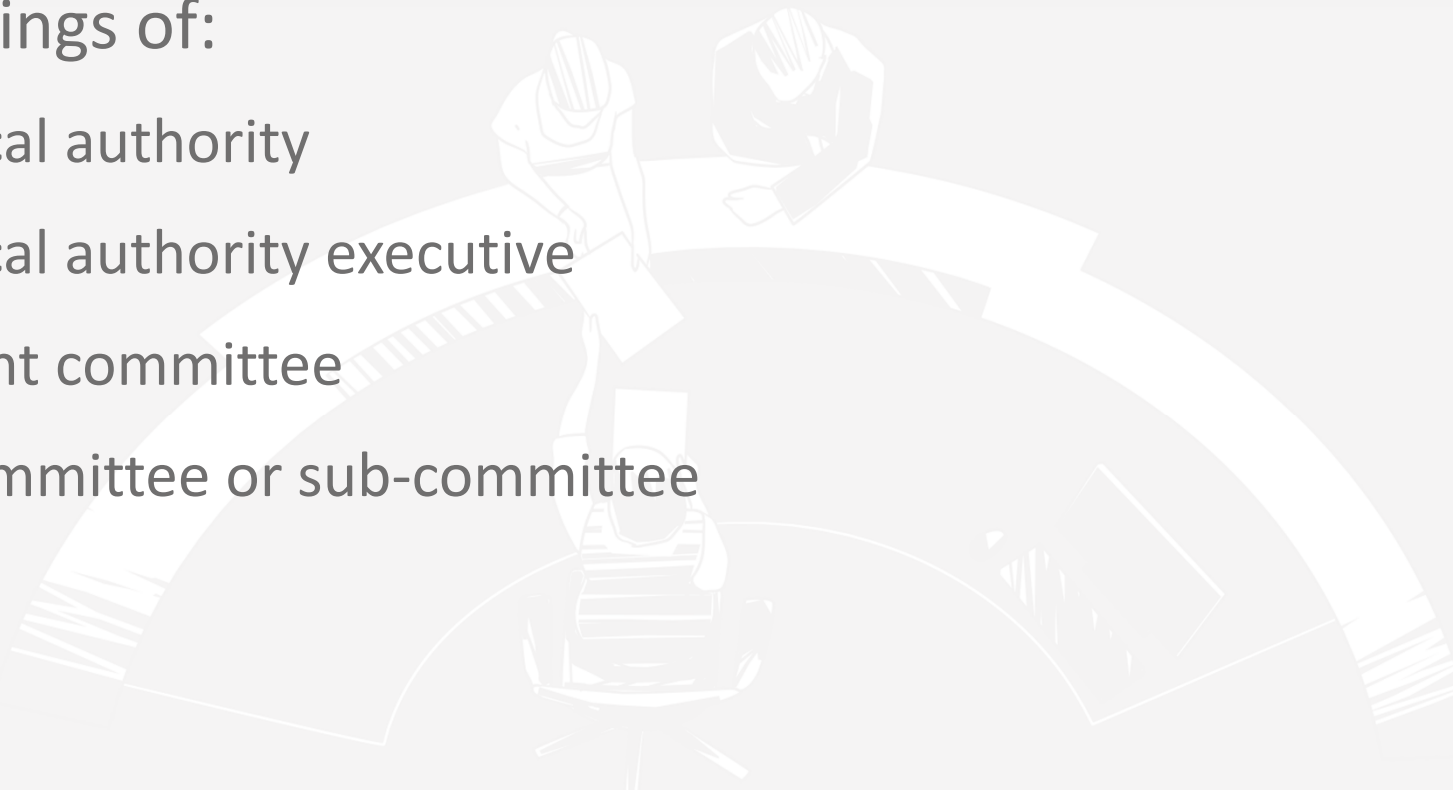 ings of:
cal authority
cal authority executive
nt committee
mmittee or sub-committee